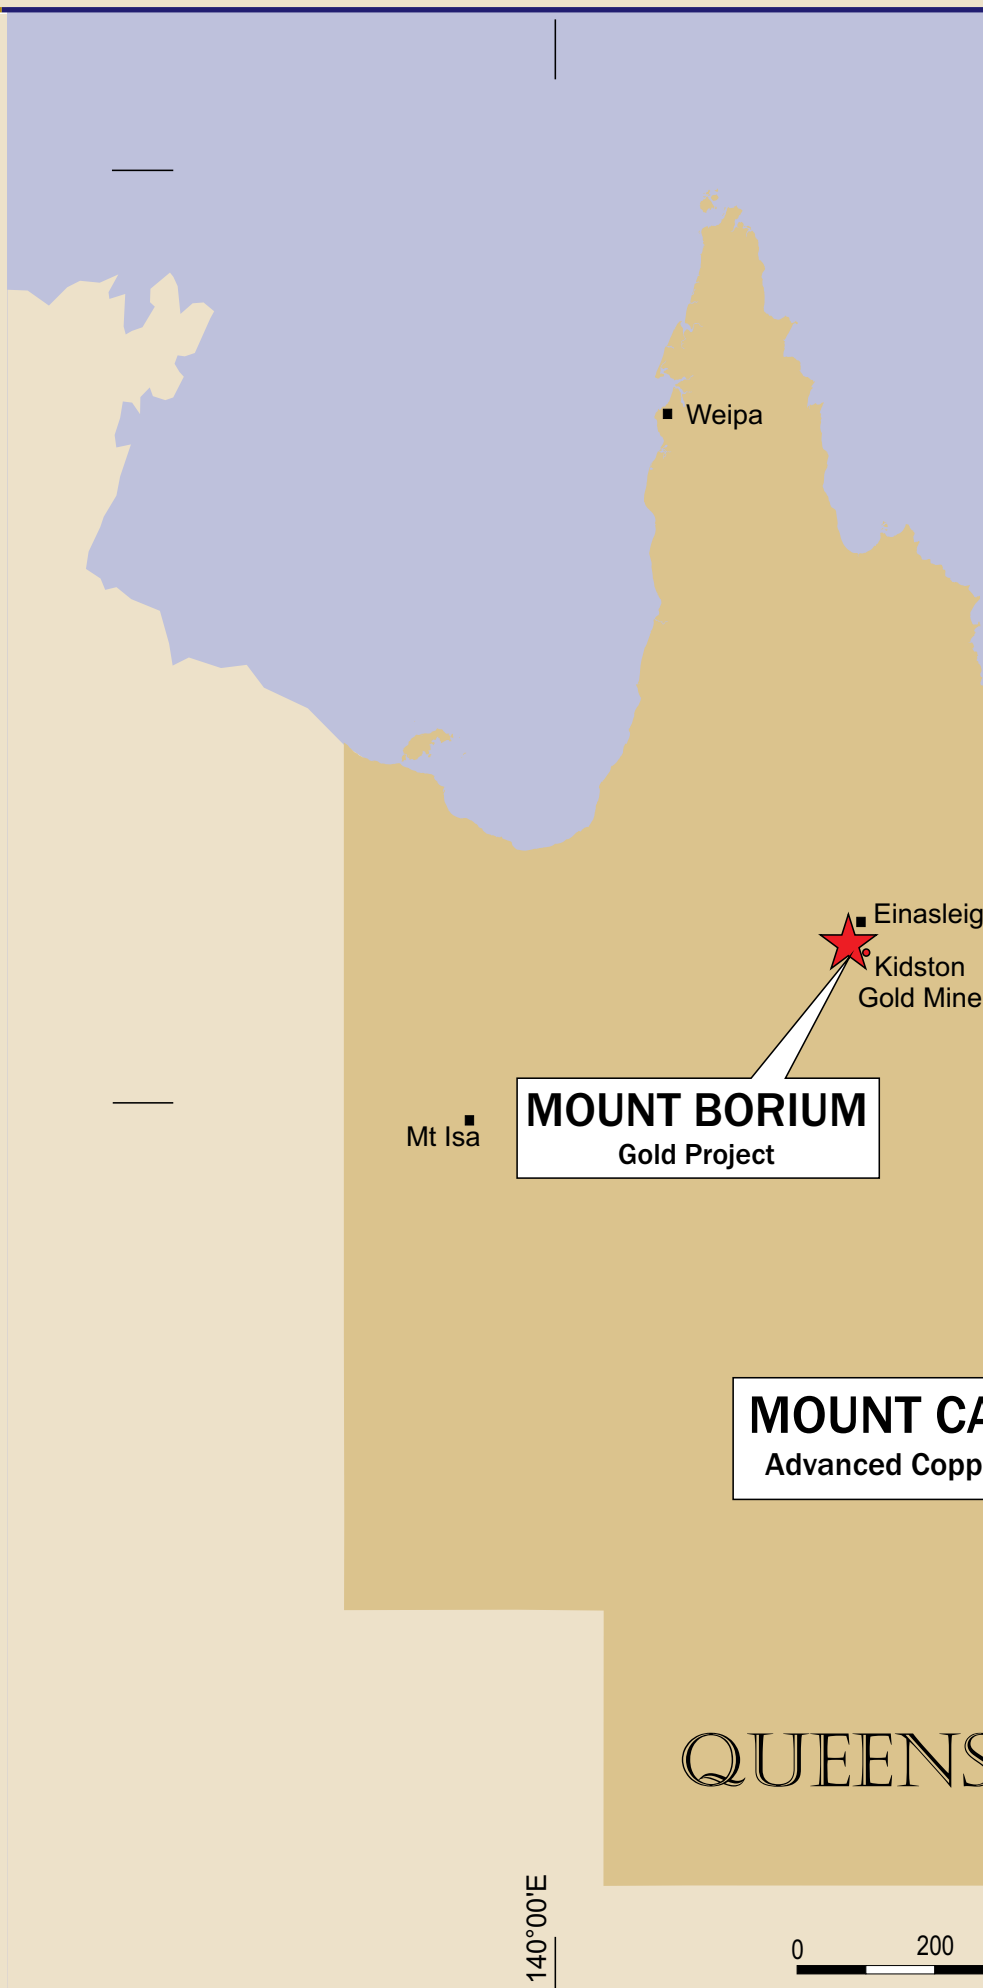 Weipa
Einasleig
Kidston
Gold Mine
MOUNT BORIUM
Gold Project
Mt Isa
MOUNT CA
Advanced Copp
QUEENS
140°00'E
0 200